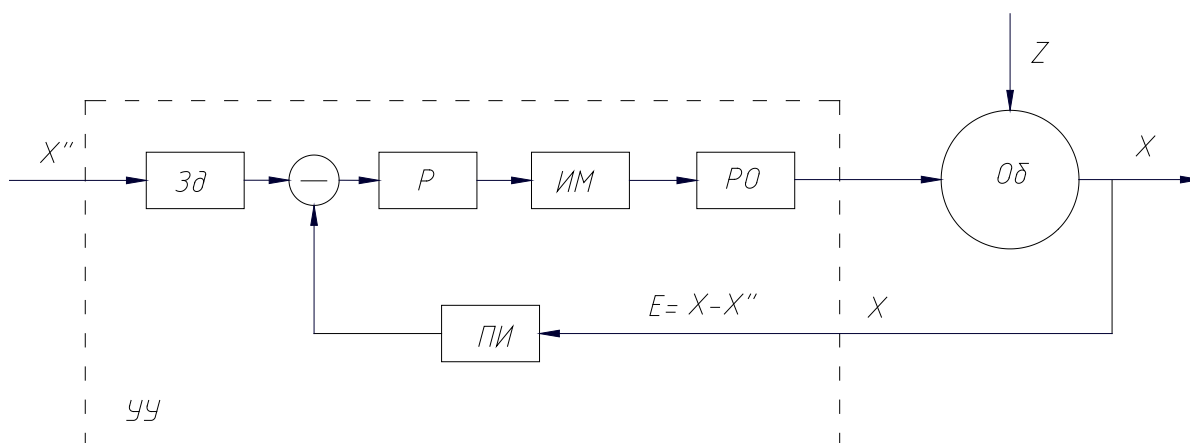 Z
X"
Зд
—
Р
ИМ
РО
Об
X
E= X-X"
X
ПИ
УУ